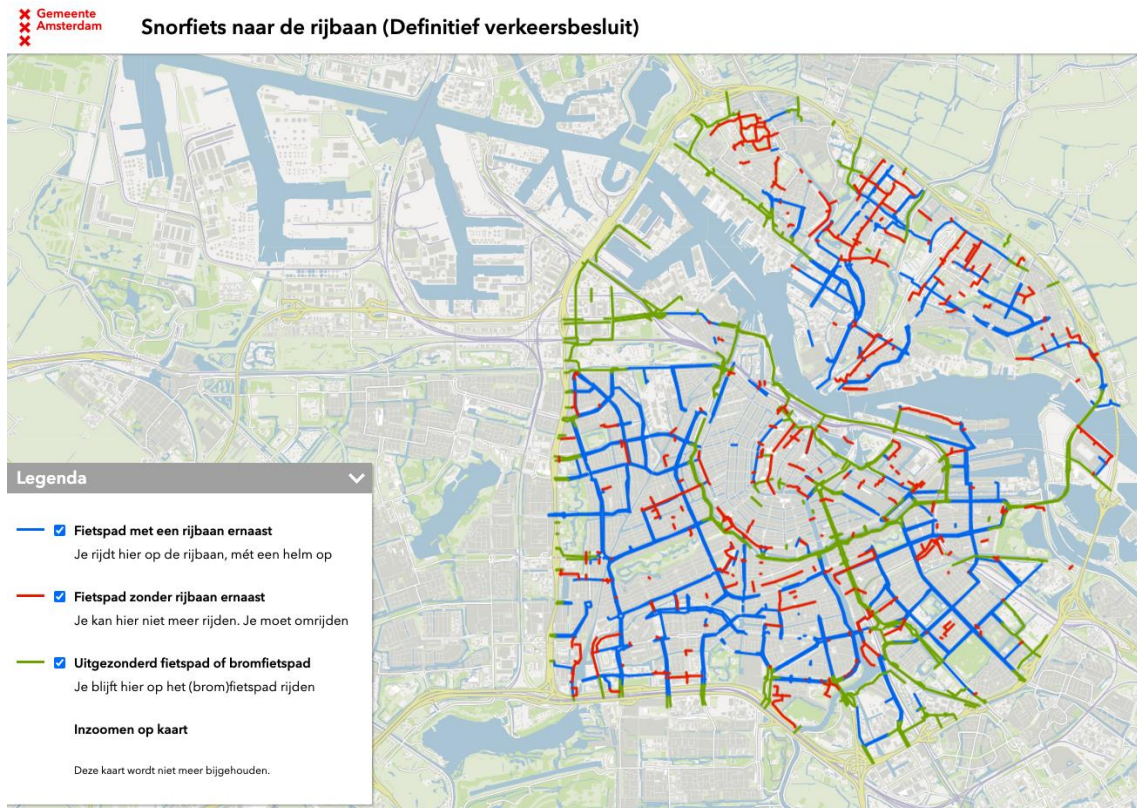 Gemeente
Amsterdam
Snorfiets naar de rijbaan (Definitief verkeersbesluit)
Legenda
Fietspad met een rijbaan ernaast
Je rijdt hier op de rijbaan, mét een helm op
Fietspad zonder rijbaan ernaast
Je kan hier niet meer rijden. Je moet omrijden
Uitgezonderd fietspad of bromfietspad
Je blijft hier op het (brom)fietspad rijden
Inzoomen op kaart
Deze kaart wordt niet meer bijgehouden.